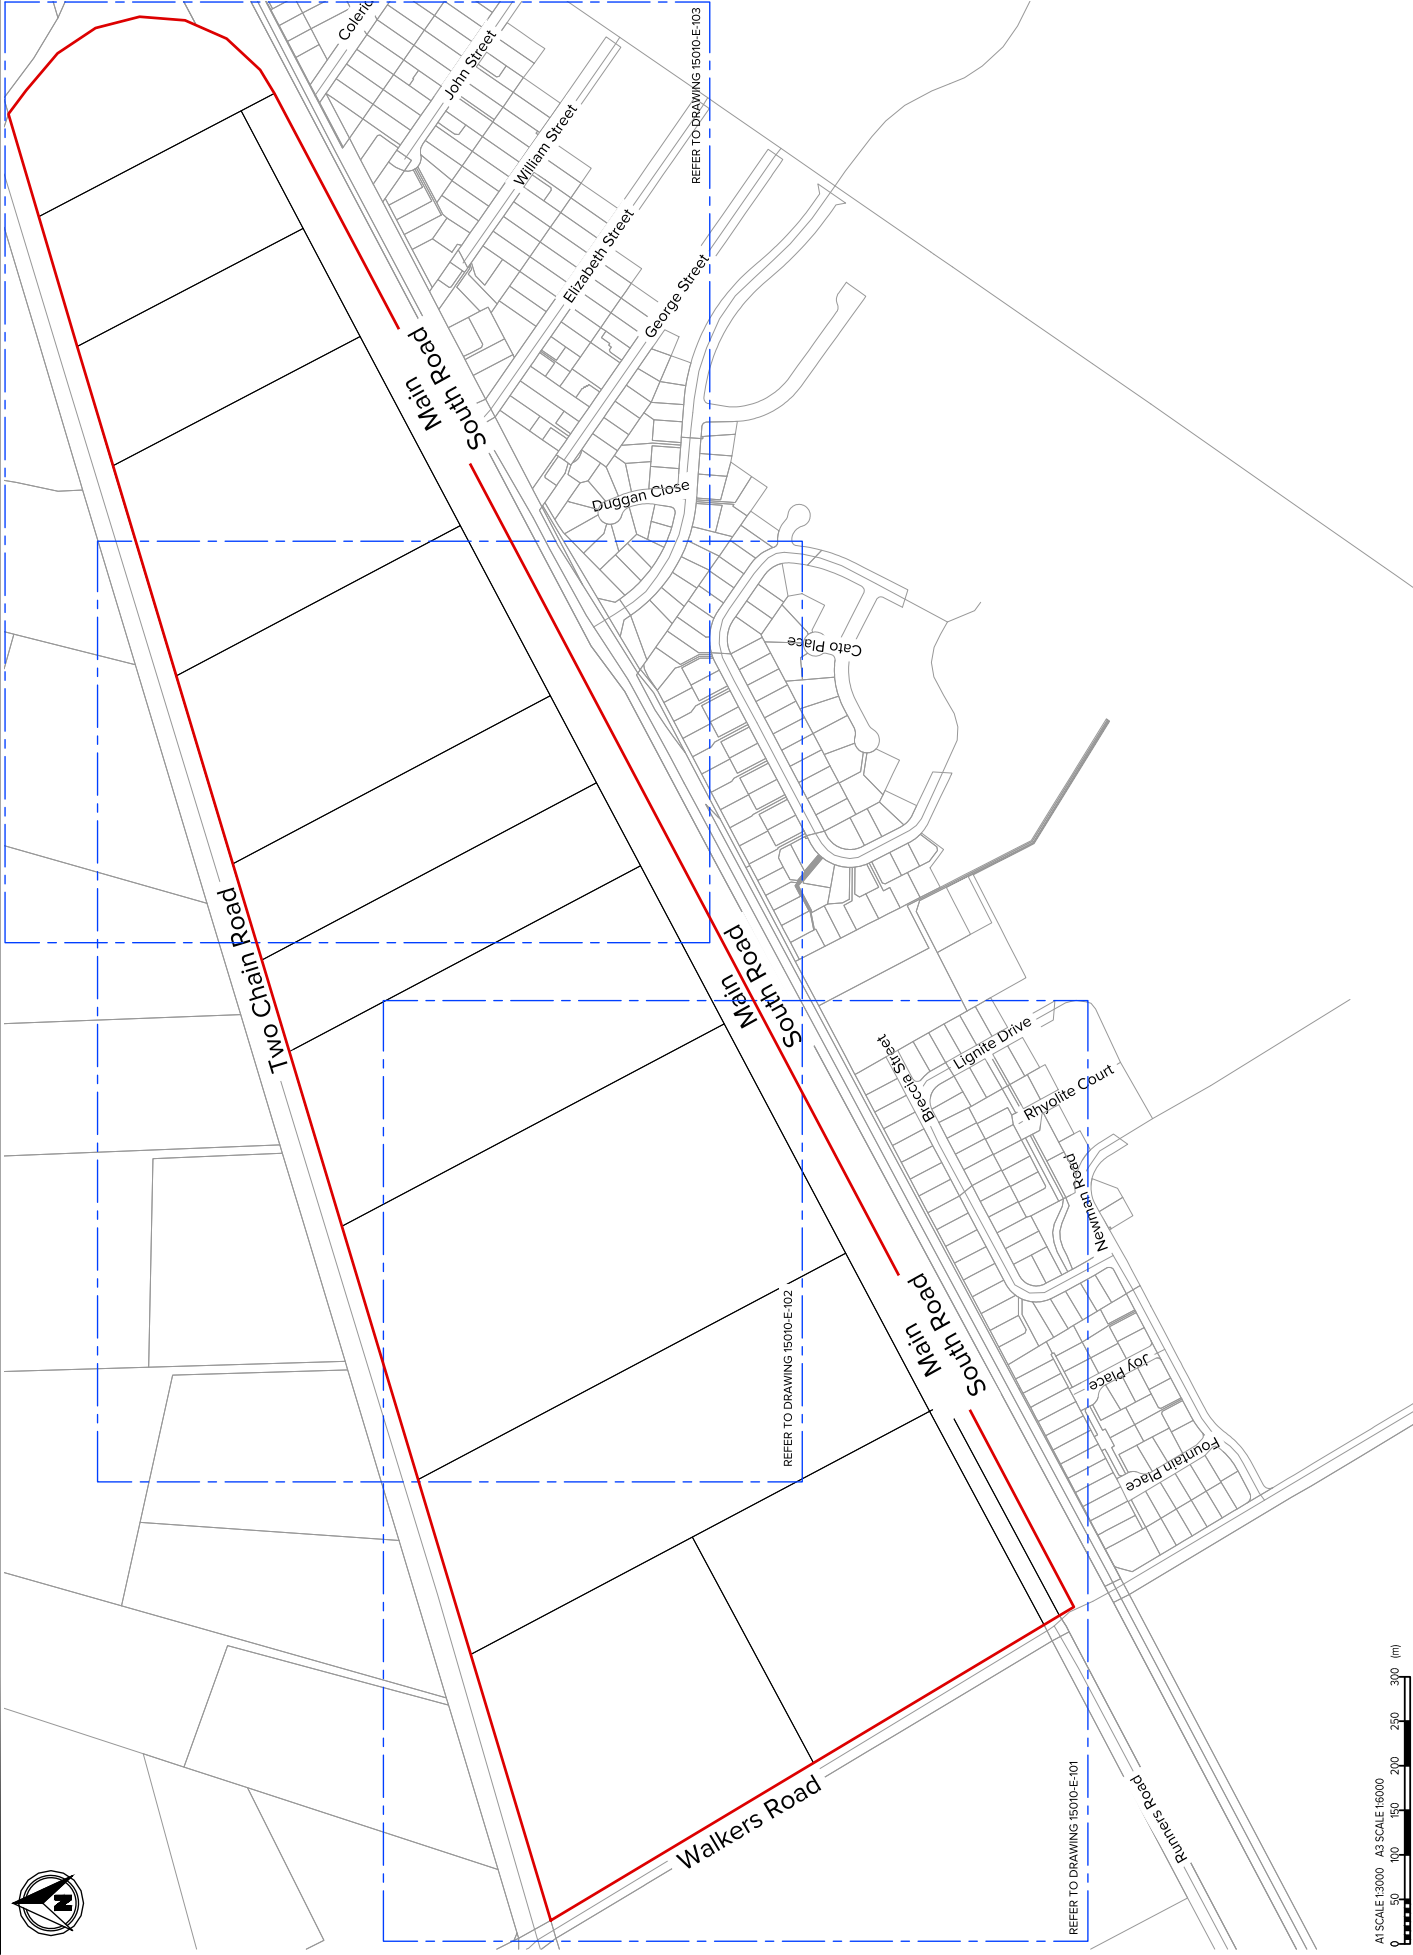 Coleric
John Street
William Street
Elizabeth Street
George Street
REFER TO DRAWING 15010-E-103
Main
South Road
Duggan Close
Cato Place
Two Chain Road
Main
South Road
Breccia Street
Lignite Drive
Rhyolite Court
Newman Road
REFER TO DRAWING 15010-E-102
Main
South Road
Joy Place
Fountain Place
Walkers Road
Runners Road
REFER TO DRAWING 15010-E-101
N
A1 SCALE 1:3000 A3 SCALE 1:6000
0 50 100 150 200 250 300 (m)